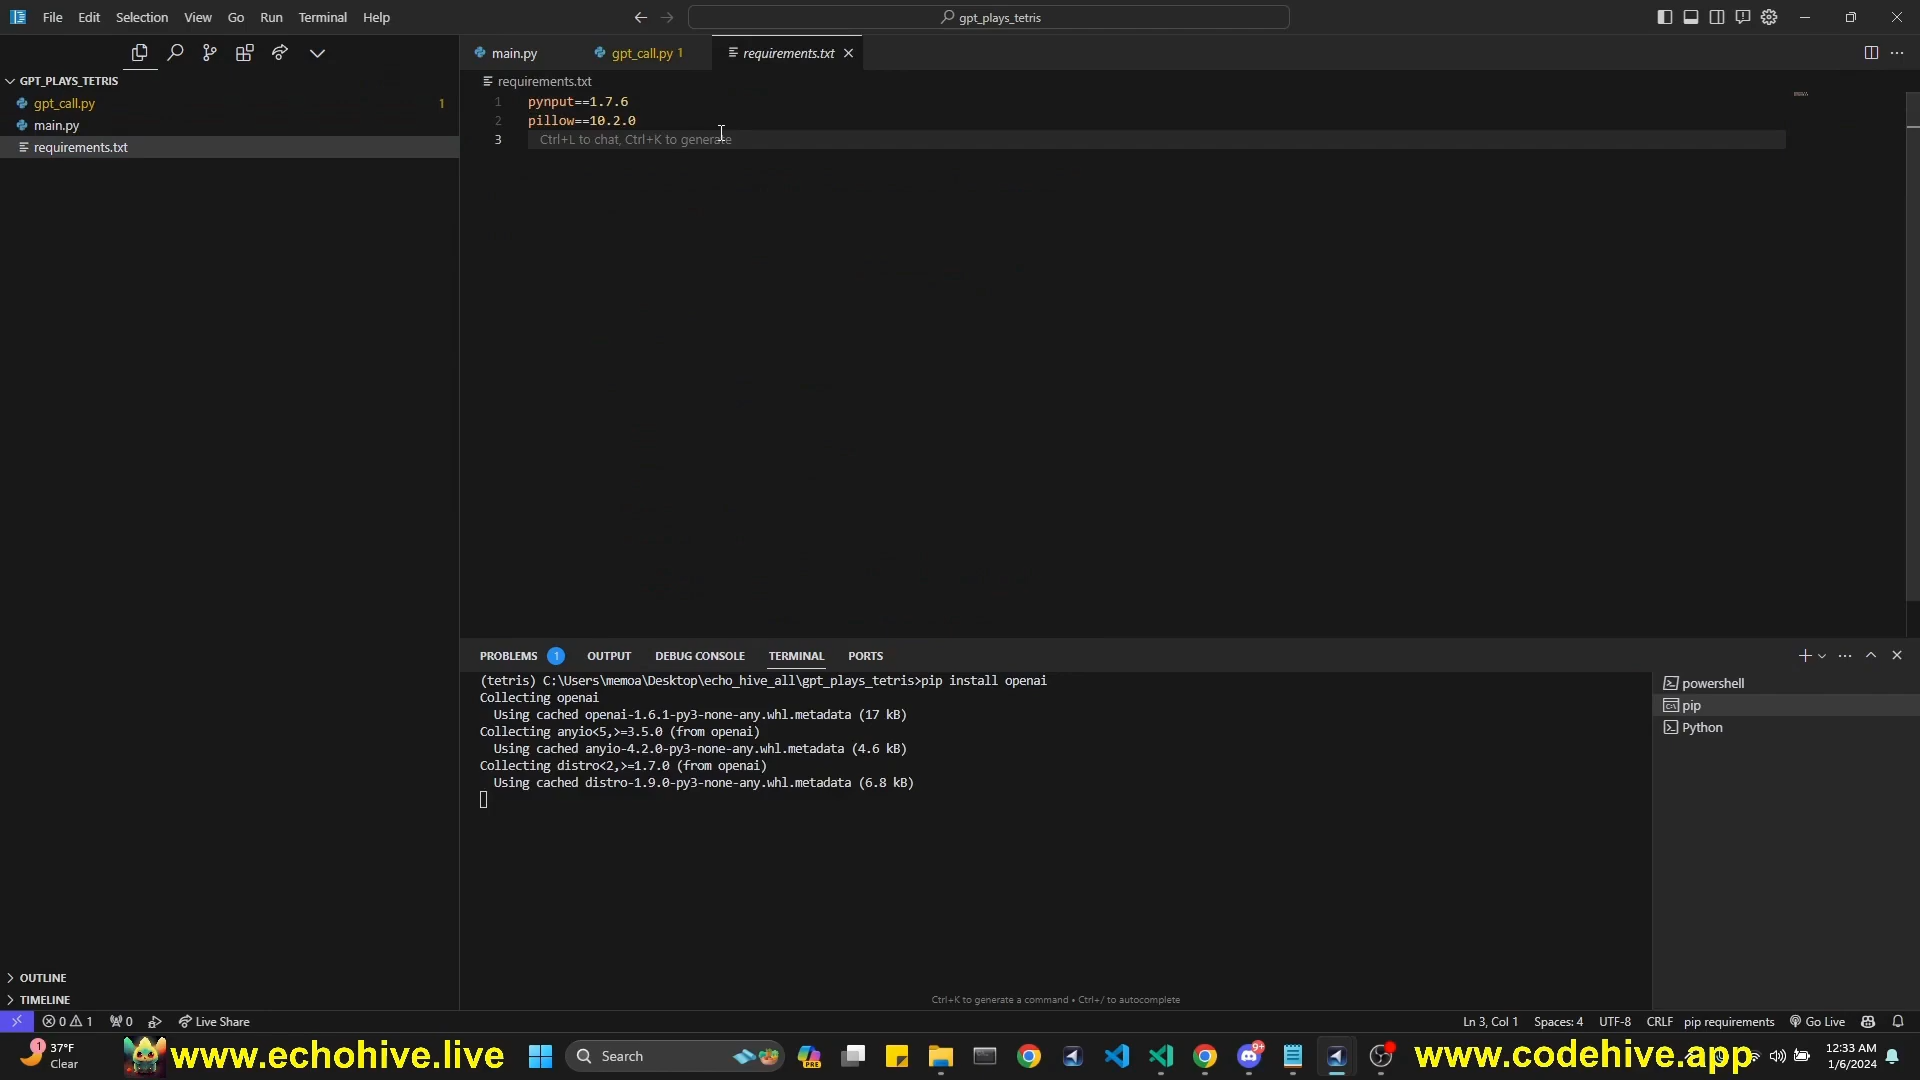 File Edit Selection View Go Run Terminal Help
gpt_plays_tetris
main.py
gpt_call.py 1
requirements.txt
GPT_PLAYS_TETRIS
gpt_call.py 1
main.py
requirements.txt
requirements.txt
1 pynput==1.7.6
2 pillow==10.2.0
3 Ctrl+L to chat, Ctrl+K to generate
PROBLEMS 1 OUTPUT DEBUG CONSOLE TERMINAL PORTS
(tetris) C:\Users\memoa\Desktop\echo_hive_all\gpt_plays_tetris>pip install openai
Collecting openai
Using cached openai-1.6.1-py3-none-any.whl.metadata (17 kB)
Collecting anyio<5,>=3.5.0 (from openai)
Using cached anyio-4.2.0-py3-none-any.whl.metadata (4.6 kB)
Collecting distro<2,>=1.7.0 (from openai)
Using cached distro-1.9.0-py3-none-any.whl.metadata (6.8 kB)
powershell
pip
Python
Ctrl+K to generate a command • Ctrl+/ to autocomplete
OUTLINE
TIMELINE
0 1 0 Live Share
Ln 3, Col 1 Spaces: 4 UTF-8 CRLF pip requirements Go Live
1 37°F
Clear
www.echohive.live
Search
PRE
9+
www.codehive.app
12:33 AM
1/6/2024